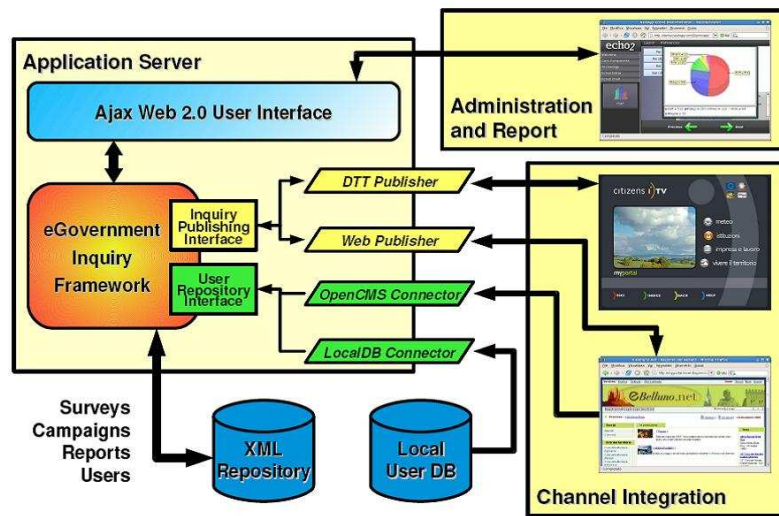 Application Server
Ajax Web 2.0 User Interface
eGovernment
Inquiry
Framework
Inquiry
Publishing
Interface
User
Repository
Interface
DTT Publisher
Web Publisher
OpenCMS Connector
LocalDB Connector
Surveys
Campaigns
Reports
Users
XML
Repository
Local
User DB
Administration
and Report
echo2
citizens i)TV
meteo
istituzioni
impresa e lavoro
vivere il territorio
myportal
eBelluno.net
Channel Integration